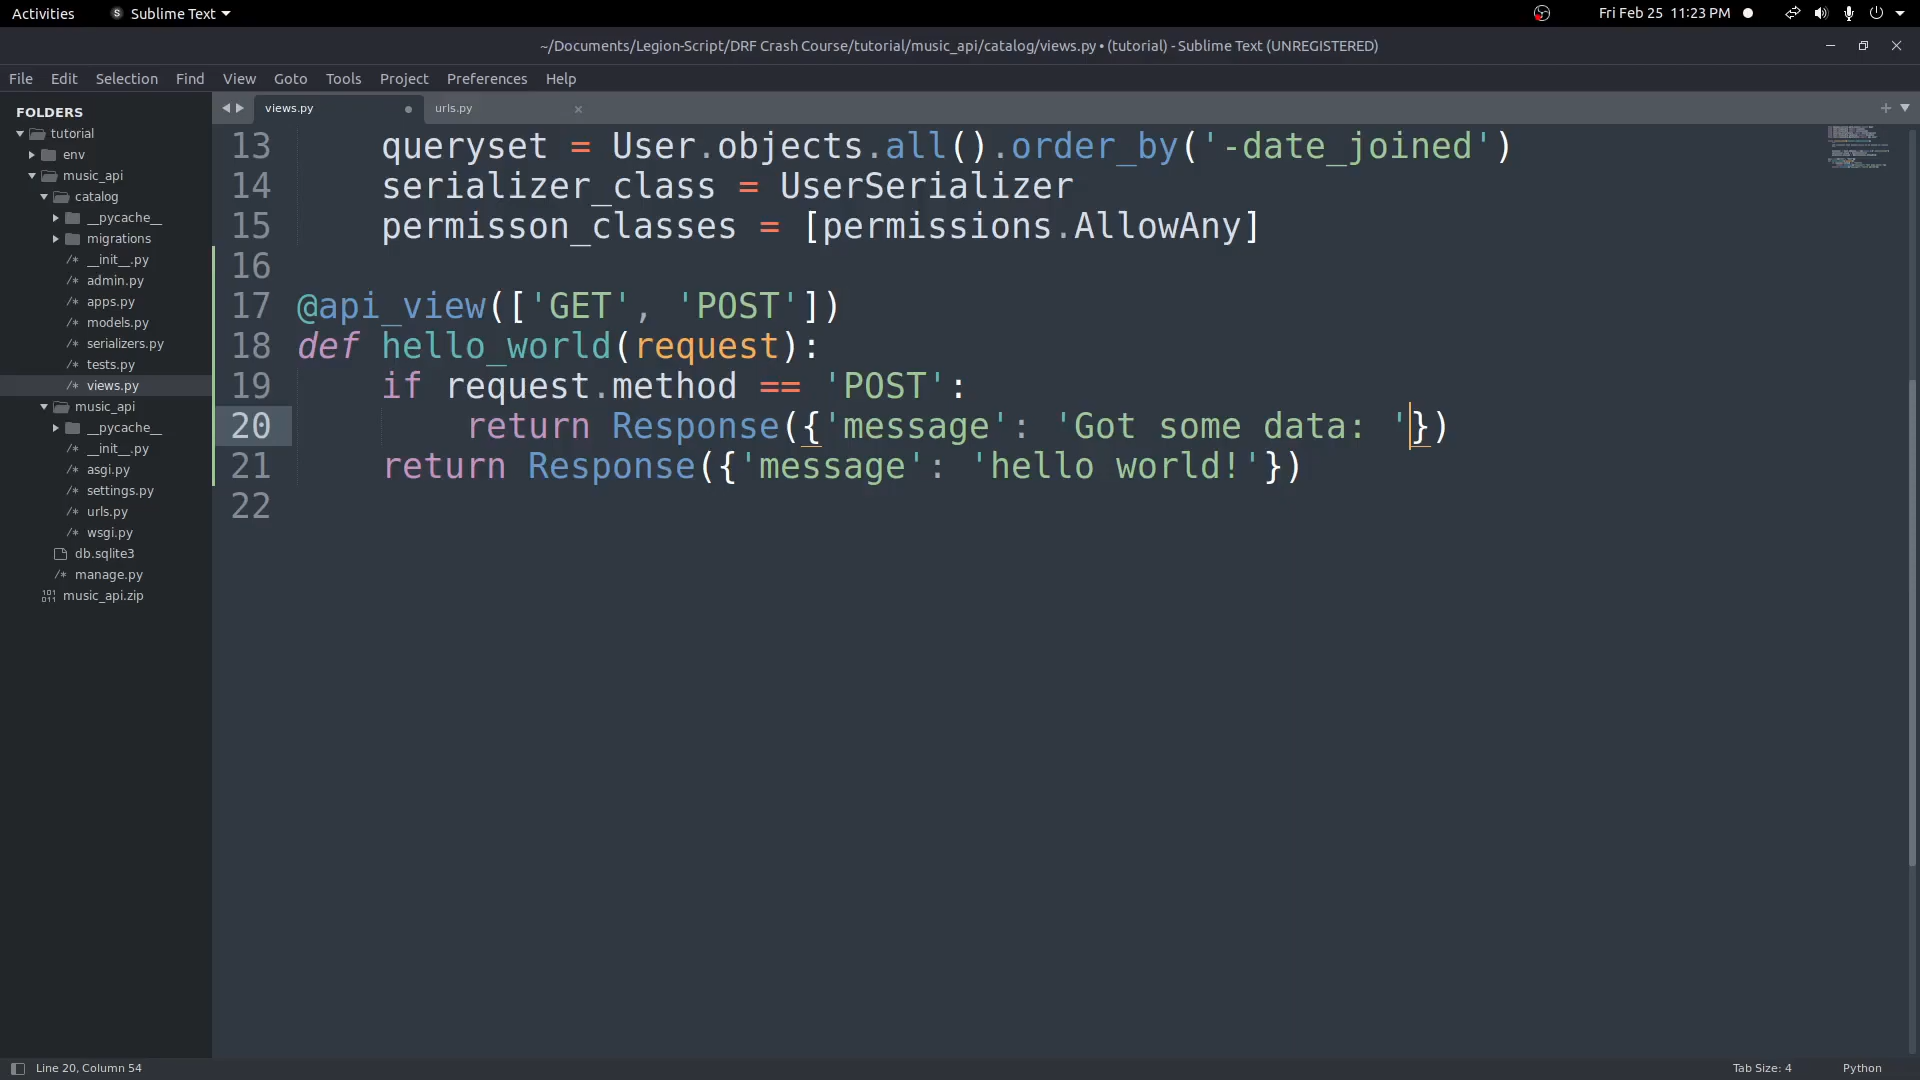 Activities
Sublime Text
Fri Feb 25 11:23 PM
~/Documents/Legion-Script/DRF Crash Course/tutorial/music_api/catalog/views.py • (tutorial) - Sublime Text (UNREGISTERED)
File Edit Selection Find View Goto Tools Project Preferences Help
FOLDERS
tutorial
env
music_api
catalog
__pycache__
migrations
/* __init__.py
/* admin.py
/* apps.py
/* models.py
/* serializers.py
/* tests.py
/* views.py
music_api
__pycache__
/* __init__.py
/* asgi.py
/* settings.py
/* urls.py
/* wsgi.py
db.sqlite3
/* manage.py
music_api.zip
views.py
urls.py
13 queryset = User.objects.all().order_by('-date_joined')
14 serializer_class = UserSerializer
15 permisson_classes = [permissions.AllowAny]
16
17 @api_view(['GET', 'POST'])
18 def hello_world(request):
19 if request.method == 'POST':
20 return Response({'message': 'Got some data: '})
21 return Response({'message': 'hello world!'})
22
Line 20, Column 54
Tab Size: 4
Python